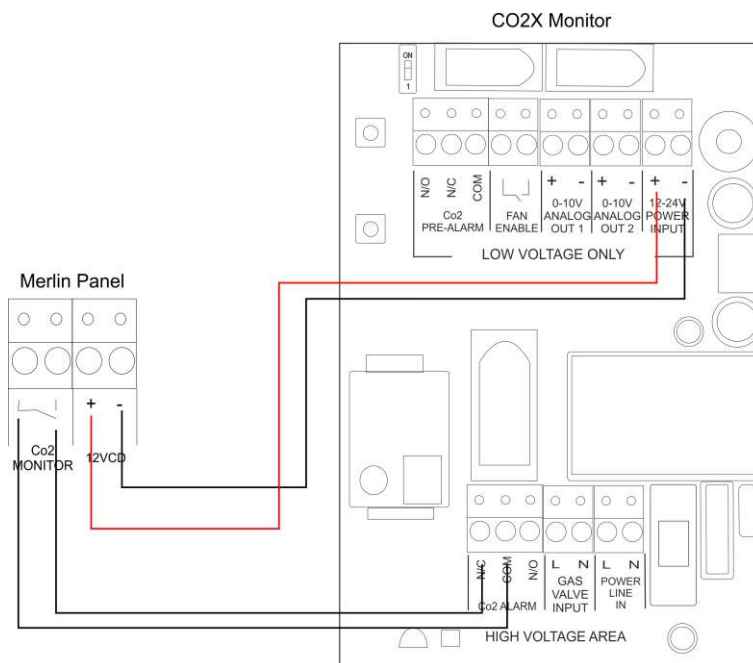 CO2X Monitor
ON
1
N/O N/C COM
+ - + - + -
Co2
PRE-ALARM
FAN
ENABLE
0-10V
ANALOG
OUT 1
0-10V
ANALOG
OUT 2
12-24V
POWER
INPUT
LOW VOLTAGE ONLY
Merlin Panel
+ -
Co2
MONITOR
12VCD
N/C COM N/O
L N L N
Co2 ALARM
GAS
VALVE
INPUT
POWER
LINE
IN
HIGH VOLTAGE AREA